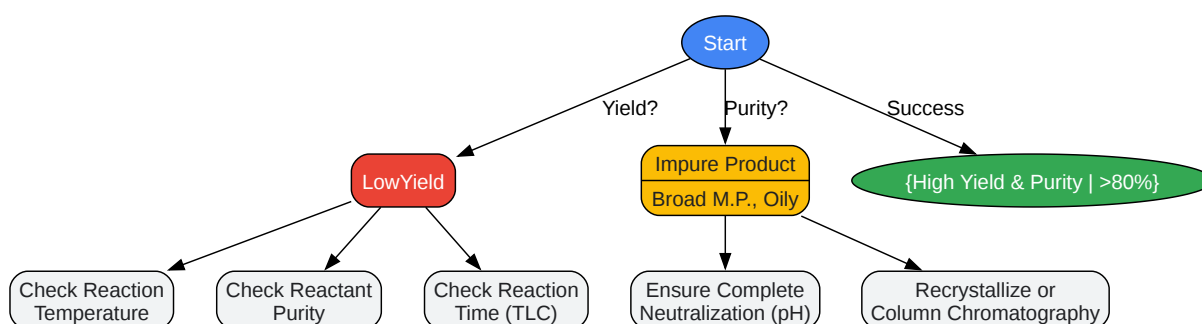 Start
Yield?
Purity?
Success
LowYield
Impure Product
Broad M.P., Oily
{High Yield & Purity | >80%}
Check Reaction
Temperature
Check Reactant
Purity
Check Reaction
Time (TLC)
Ensure Complete
Neutralization (pH)
Recrystallize or
Column Chromatography